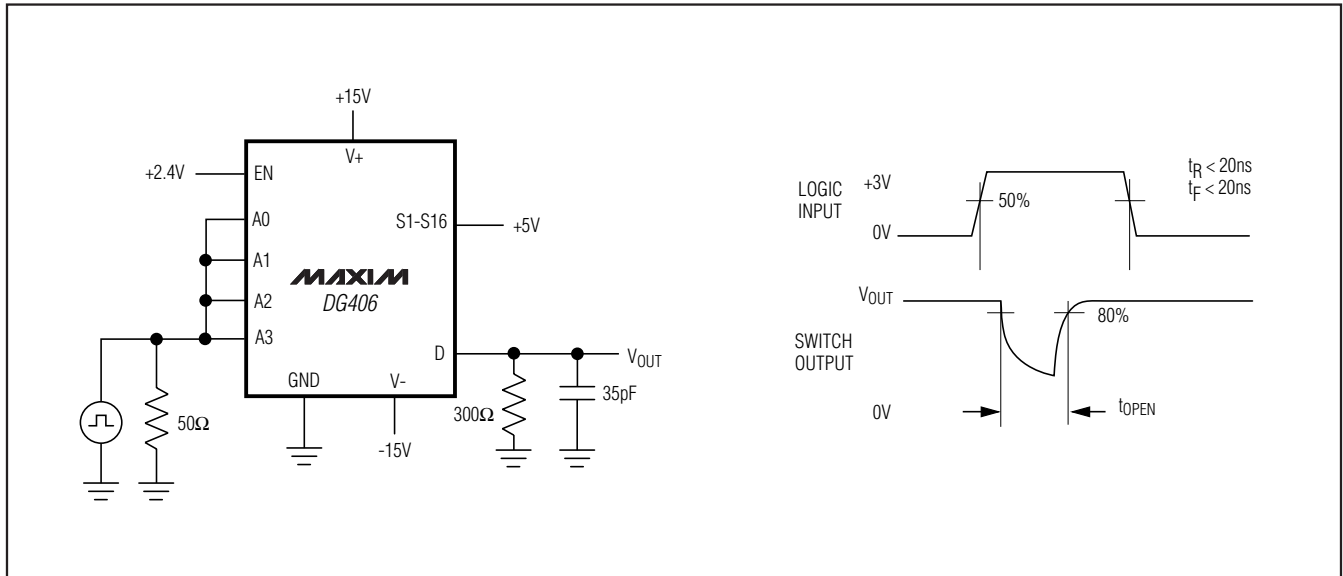 +15V
V+
+2.4V
EN
A0
S1-S16
+5V
A1
MAXIM
A2
DG406
A3
D
VOUT
GND
V-
50Ω
300Ω
35pF
-15V
LOGIC
INPUT
+3V
50%
0V
tR < 20ns
tF < 20ns
VOUT
80%
SWITCH
OUTPUT
0V
tOPEN